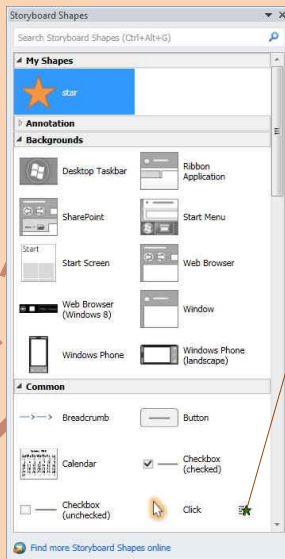 Storyboard Shapes
Search Storyboard Shapes (Ctrl+Alt+G)
My Shapes
star
Annotation
Backgrounds
Desktop Taskbar
Ribbon
Application
SharePoint
Start Menu
Start
Start Screen
Web Browser
Web Browser
(Windows 8)
Window
Windows Phone
Windows Phone
(landscape)
Common
Breadcrumb
Button
Calendar
Checkbox
(checked)
Checkbox
(unchecked)
Click
Find more Storyboard Shapes online